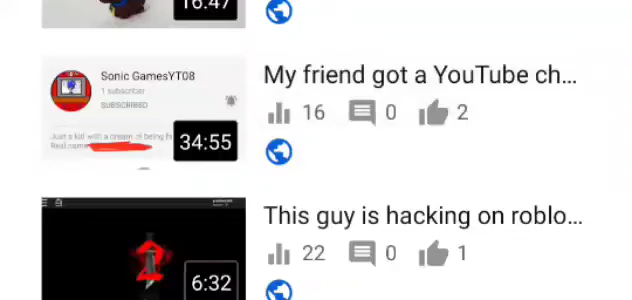 16:47
Sonic GamesYT08
1 subscriber
SUBSCRIBED
Just a kid with a dream of being
Real name
34:55
My friend got a YouTube ch...
16 0 2
This guy is hacking on roblo...
22 0 1
6:32